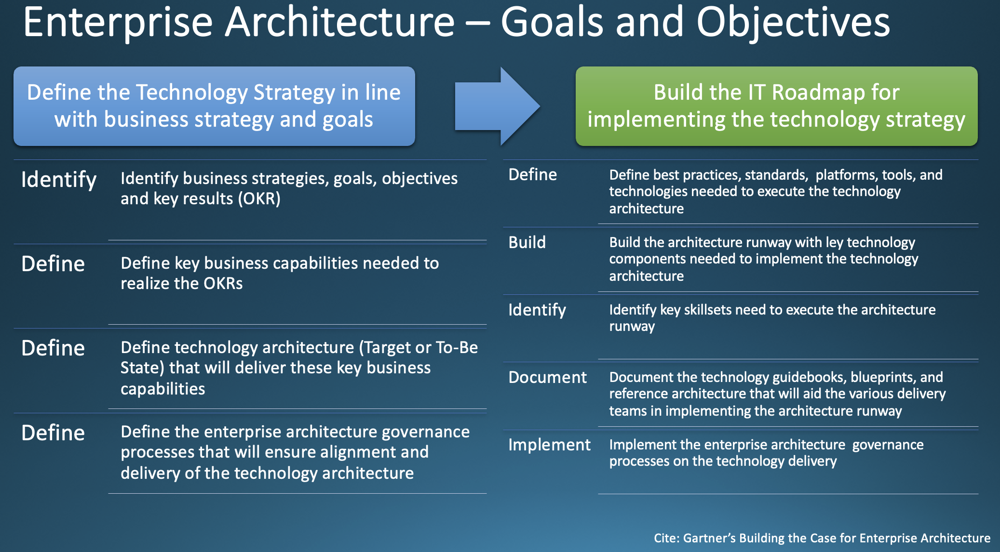 Enterprise Architecture – Goals and Objectives
Define the Technology Strategy in line
with business strategy and goals
Identify
Identify business strategies, goals, objectives
and key results (OKR)
Define
Define key business capabilities needed to
realize the OKRs
Define
Define technology architecture (Target or To-Be
State) that will deliver these key business
capabilities
Define
Define the enterprise architecture governance
processes that will ensure alignment and
delivery of the technology architecture
Build the IT Roadmap for
implementing the technology strategy
Define
Define best practices, standards,  platforms, tools, and
technologies needed to execute the technology
architecture
Build
Build the architecture runway with ley technology
components needed to implement the technology
architecture
Identify
Identify key skillsets need to execute the architecture
runway
Document
Document the technology guidebooks, blueprints, and
reference architecture that will aid the various delivery
teams in implementing the architecture runway
Implement
Implement the enterprise architecture  governance
processes on the technology delivery
Cite: Gartner’s Building the Case for Enterprise Architecture